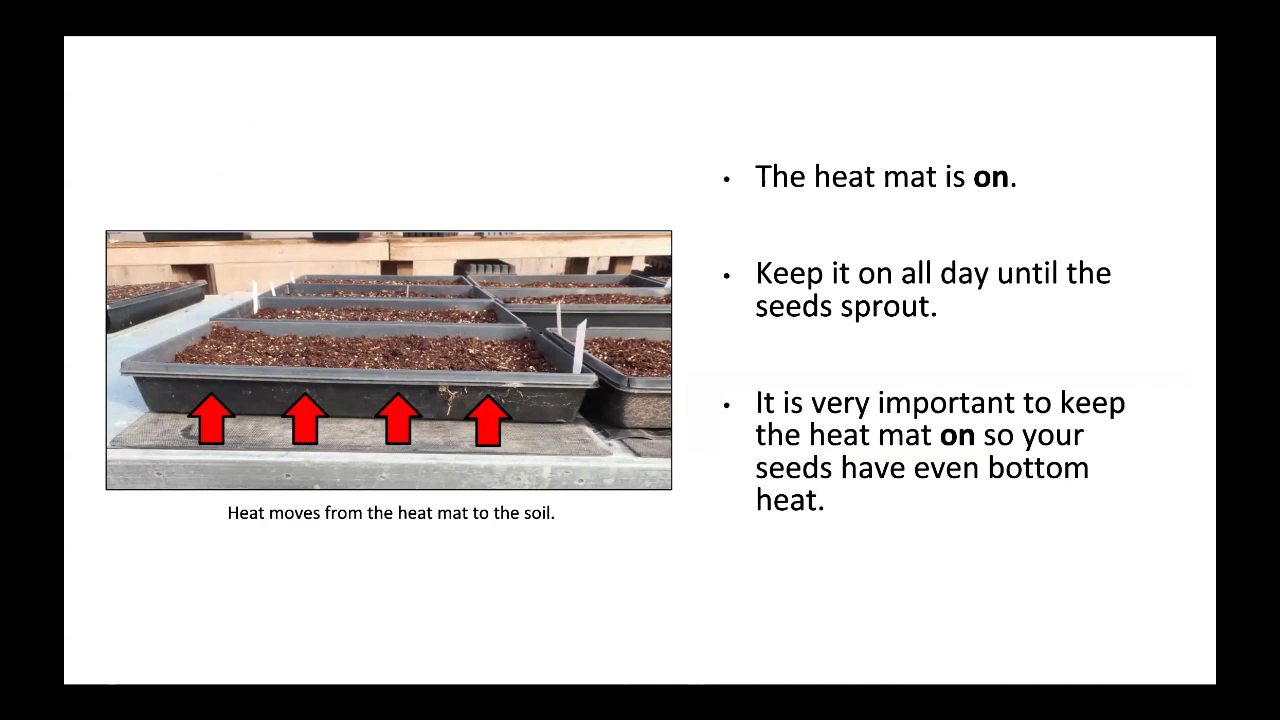 • The heat mat is on.
• Keep it on all day until the
seeds sprout.
• It is very important to keep
the heat mat on so your
seeds have even bottom
heat.
Heat moves from the heat mat to the soil.